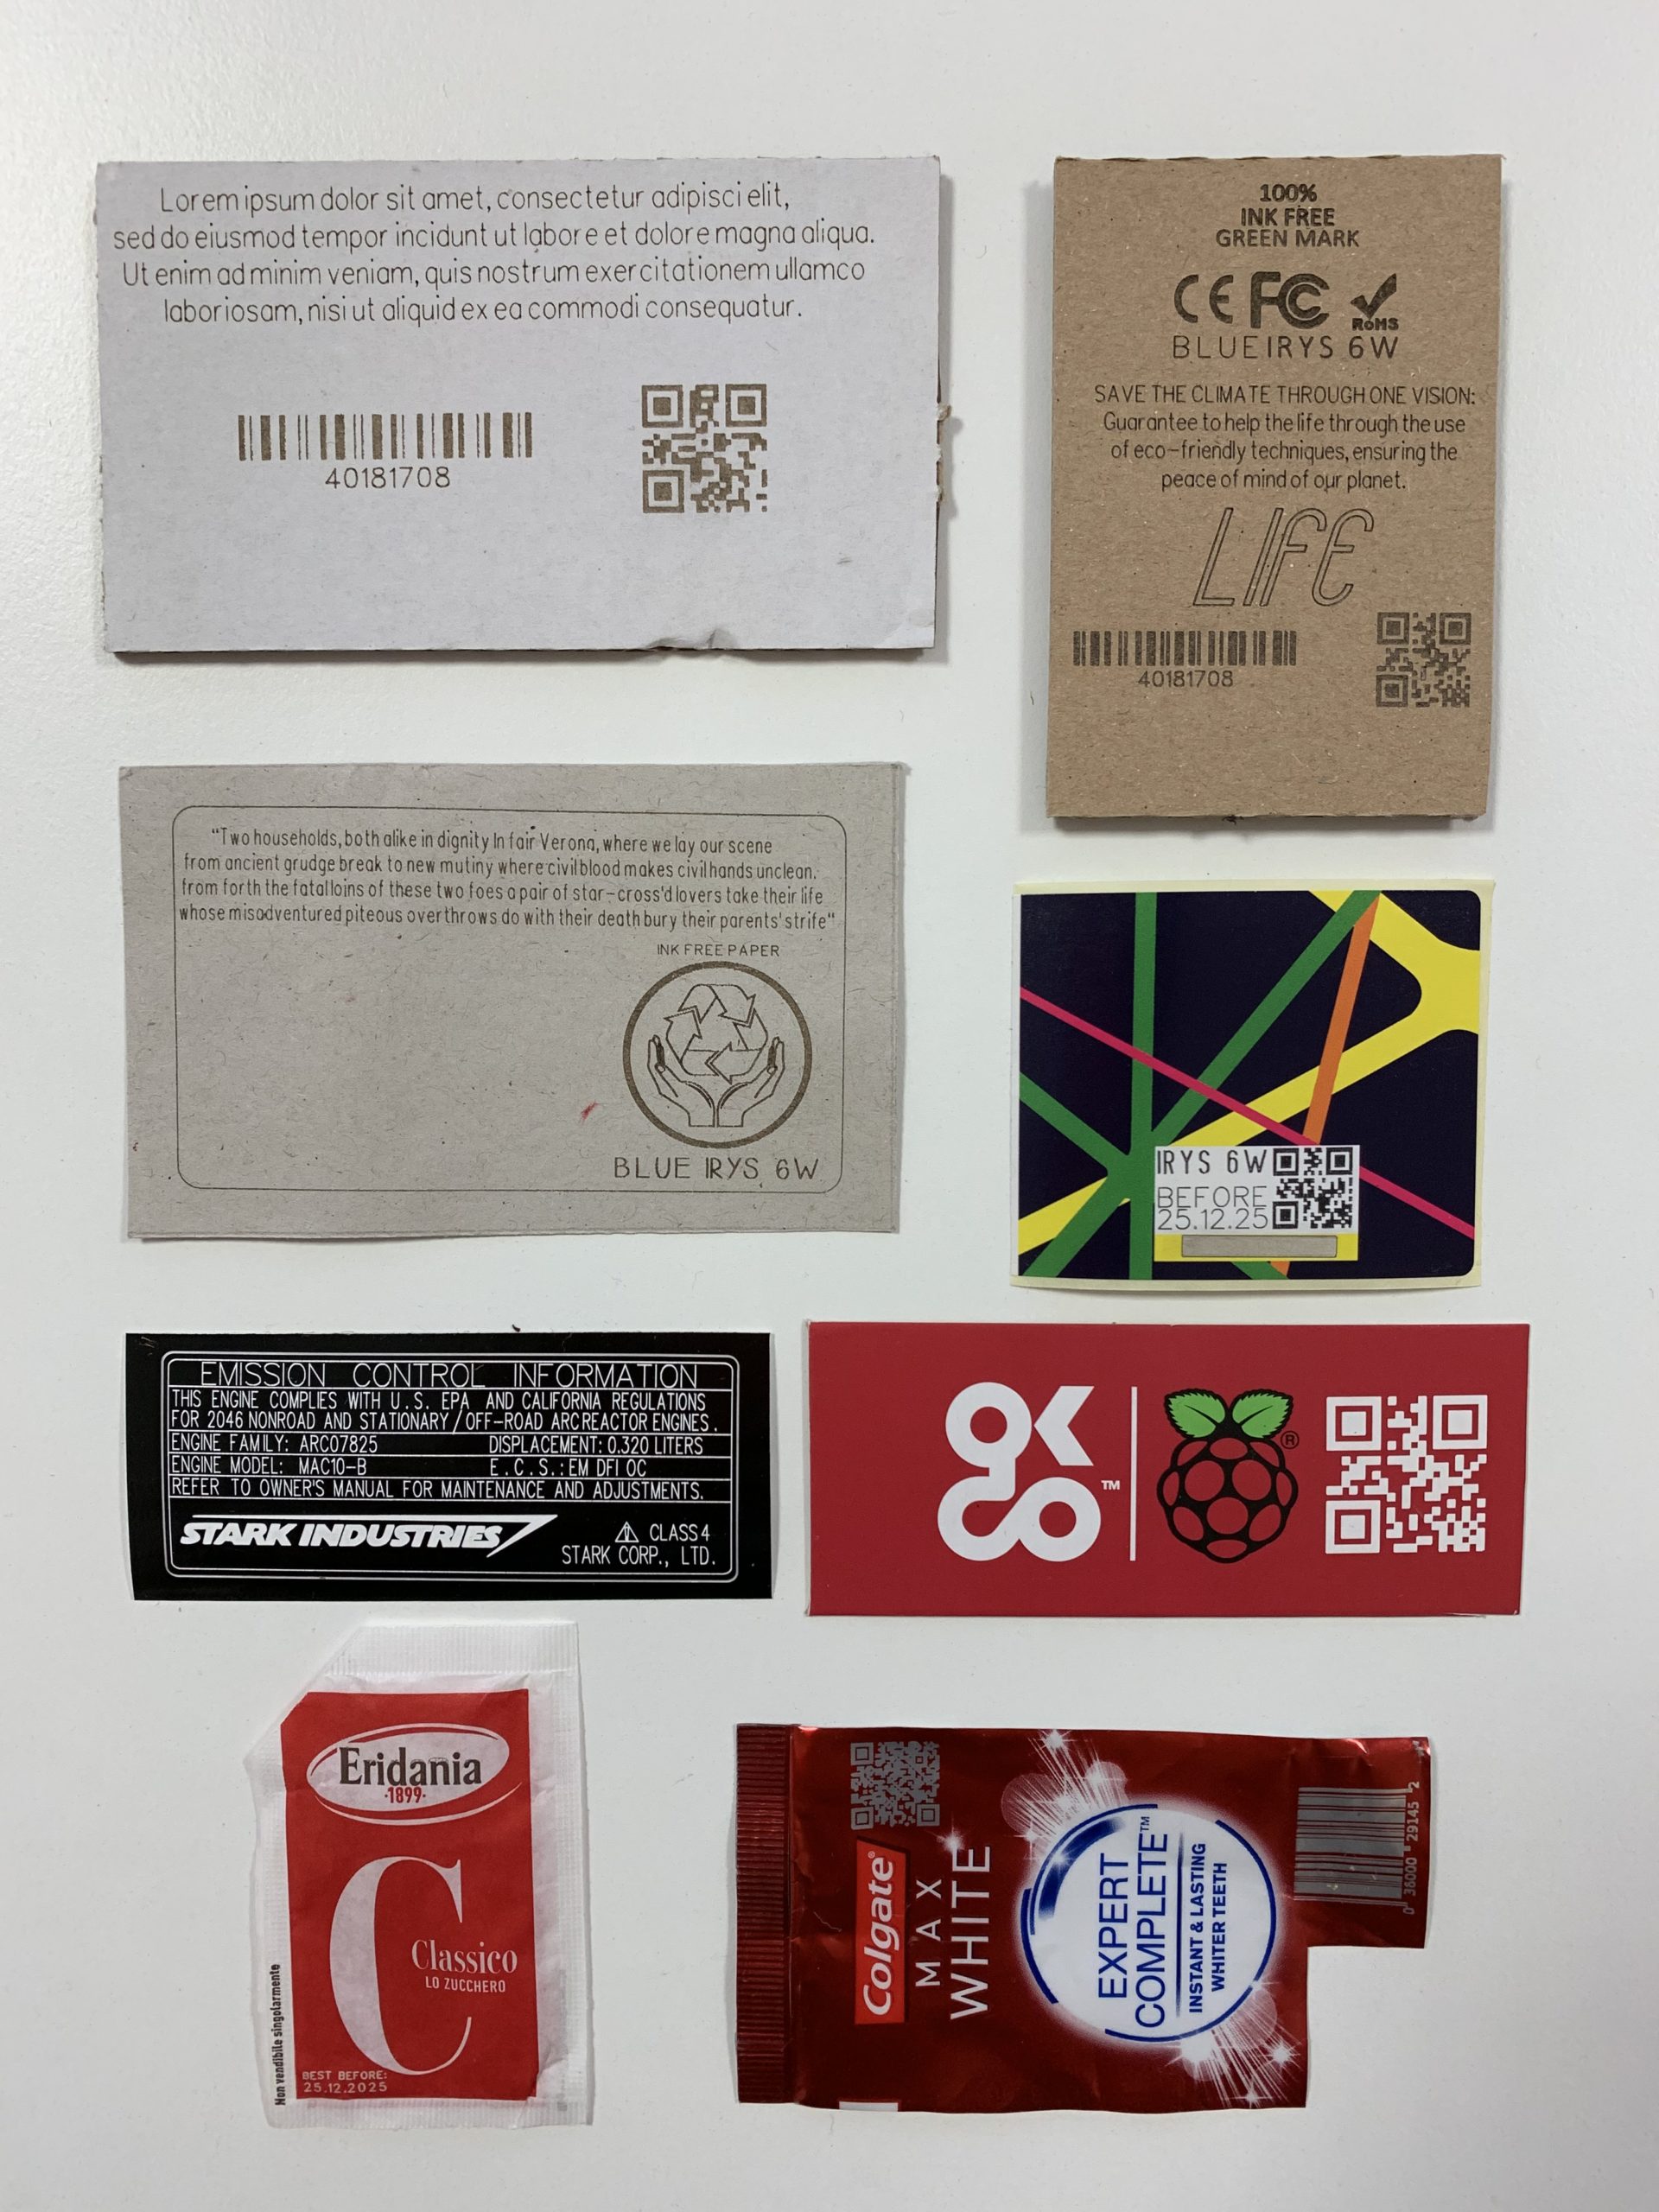 Lorem ipsum dolor sit amet, consectetur adipisci elit,
sed do eiusmod tempor incidunt ut labore et dolore magna aliqua.
Ut enim ad minim veniam, quis nostrum exercitationem ullamco
laboriosam, nisi ut aliquid ex ea commodi consequatur.
40181708
100%
INK FREE
GREEN MARK
CE FC
RoHS
BLUE IRYS 6W
SAVE THE CLIMATE THROUGH ONE VISION:
Guarantee to help the life through the use
of eco-friendly techniques, ensuring the
peace of mind of our planet.
LIFE
40181708
"Two households, both alike in dignity In fair Verona, where we lay our scene
from ancient grudge break to new mutiny where civil blood makes civil hands unclean.
from forth the fatal loins of these two foes a pair of star-cross'd lovers take their life
whose misadventured piteous overthrows do with their death bury their parents' strife"
INK FREE PAPER
BLUE IRYS 6W
IRYS 6W
BEFORE
25.12.25
EMISSION CONTROL INFORMATION
THIS ENGINE COMPLIES WITH U.S. EPA AND CALIFORNIA REGULATIONS
FOR 2046 NONROAD AND STATIONARY/OFF-ROAD ARC REACTOR ENGINES.
ENGINE FAMILY: ARC07825 DISPLACEMENT: 0.320 LITERS
ENGINE MODEL: MAC10-B E.C.S.: EM DFI OC
REFER TO OWNER'S MANUAL FOR MAINTENANCE AND ADJUSTMENTS.
STARK INDUSTRIES
CLASS 4
STARK CORP., LTD.
OKDO™
®
Eridania
·1899·
C
Classico
LO ZUCCHERO
Non vendibile singolarmente
BEST BEFORE:
25.12.2025
Colgate®
MAX
WHITE
EXPERT
COMPLETE™
INSTANT & LASTING
WHITER TEETH
0 36000 29145 2